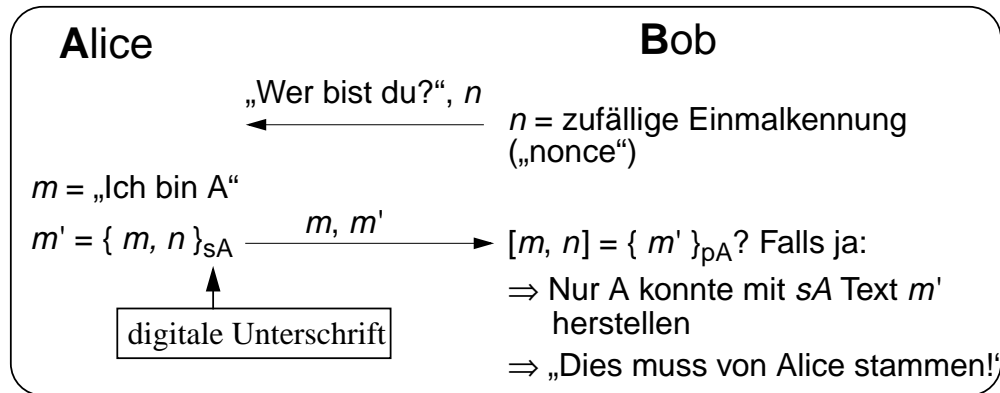 Alice
Bob
„Wer bist du?“, n
n = zufällige Einmalkennung
(„nonce“)
m = „Ich bin A“
m' = { m, n }sA
m, m'
[m, n] = { m' }pA? Falls ja:
⇒ Nur A konnte mit sA Text m'
herstellen
⇒ „Dies muss von Alice stammen!“
digitale Unterschrift